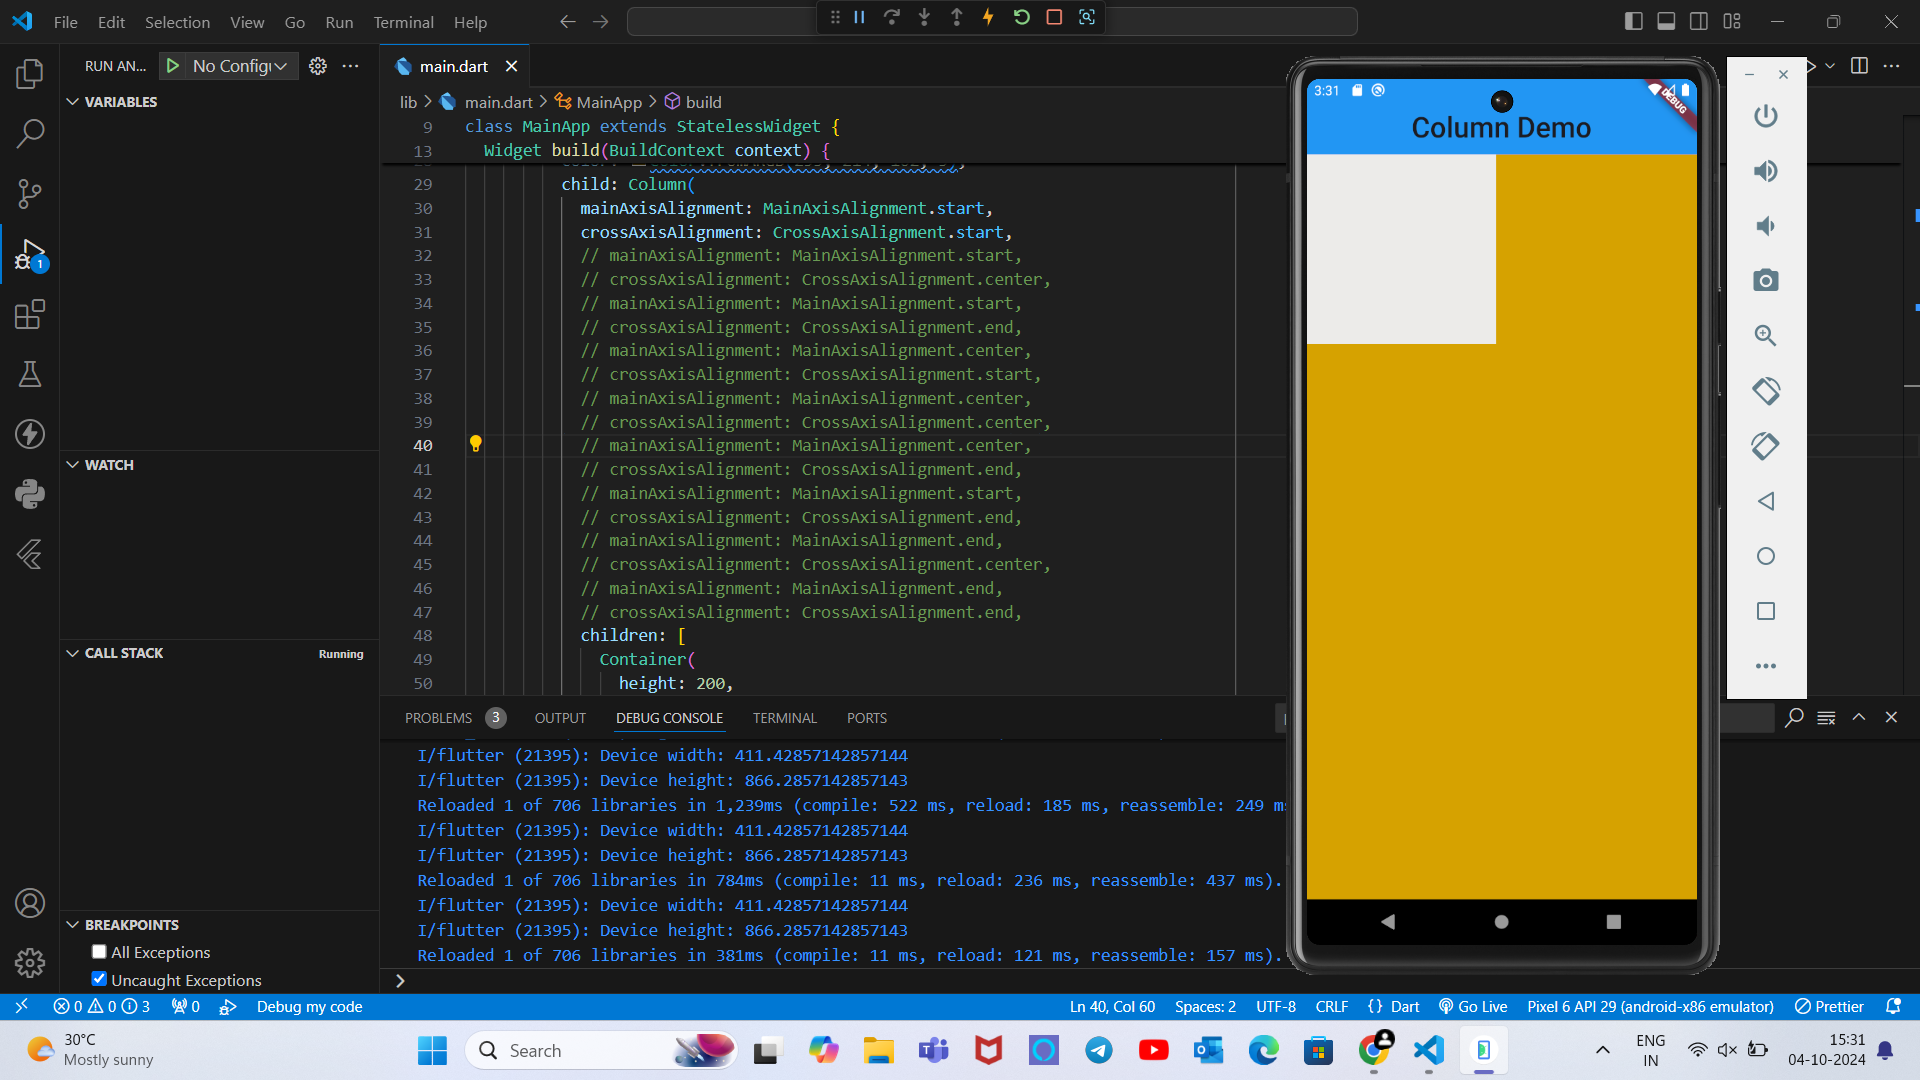 File Edit Selection View Go Run Terminal Help
RUN AN... No Config
main.dart
VARIABLES
lib main.dart MainApp build
9 class MainApp extends StatelessWidget {
13 Widget build(BuildContext context) {
29 child: Column(
30 mainAxisAlignment: MainAxisAlignment.start,
31 crossAxisAlignment: CrossAxisAlignment.start,
32 // mainAxisAlignment: MainAxisAlignment.start,
33 // crossAxisAlignment: CrossAxisAlignment.center,
34 // mainAxisAlignment: MainAxisAlignment.start,
35 // crossAxisAlignment: CrossAxisAlignment.end,
36 // mainAxisAlignment: MainAxisAlignment.center,
37 // crossAxisAlignment: CrossAxisAlignment.start,
38 // mainAxisAlignment: MainAxisAlignment.center,
39 // crossAxisAlignment: CrossAxisAlignment.center,
40 // mainAxisAlignment: MainAxisAlignment.center,
41 // crossAxisAlignment: CrossAxisAlignment.end,
42 // mainAxisAlignment: MainAxisAlignment.start,
43 // crossAxisAlignment: CrossAxisAlignment.end,
44 // mainAxisAlignment: MainAxisAlignment.end,
45 // crossAxisAlignment: CrossAxisAlignment.center,
46 // mainAxisAlignment: MainAxisAlignment.end,
47 // crossAxisAlignment: CrossAxisAlignment.end,
48 children: [
49 Container(
50 height: 200,
3:31
DEBUG
Column Demo
1
WATCH
CALL STACK Running
BREAKPOINTS
All Exceptions
Uncaught Exceptions
PROBLEMS 3 OUTPUT DEBUG CONSOLE TERMINAL PORTS
I/flutter (21395): Device width: 411.42857142857144
I/flutter (21395): Device height: 866.2857142857143
Reloaded 1 of 706 libraries in 1,239ms (compile: 522 ms, reload: 185 ms, reassemble: 249 m
I/flutter (21395): Device width: 411.42857142857144
I/flutter (21395): Device height: 866.2857142857143
Reloaded 1 of 706 libraries in 784ms (compile: 11 ms, reload: 236 ms, reassemble: 437 ms).
I/flutter (21395): Device width: 411.42857142857144
I/flutter (21395): Device height: 866.2857142857143
Reloaded 1 of 706 libraries in 381ms (compile: 11 ms, reload: 121 ms, reassemble: 157 ms).
0 0 3 0 Debug my code Ln 40, Col 60 Spaces: 2 UTF-8 CRLF {} Dart Go Live Pixel 6 API 29 (android-x86 emulator) Prettier
30°C
Mostly sunny
Search
ENG
IN
15:31
04-10-2024